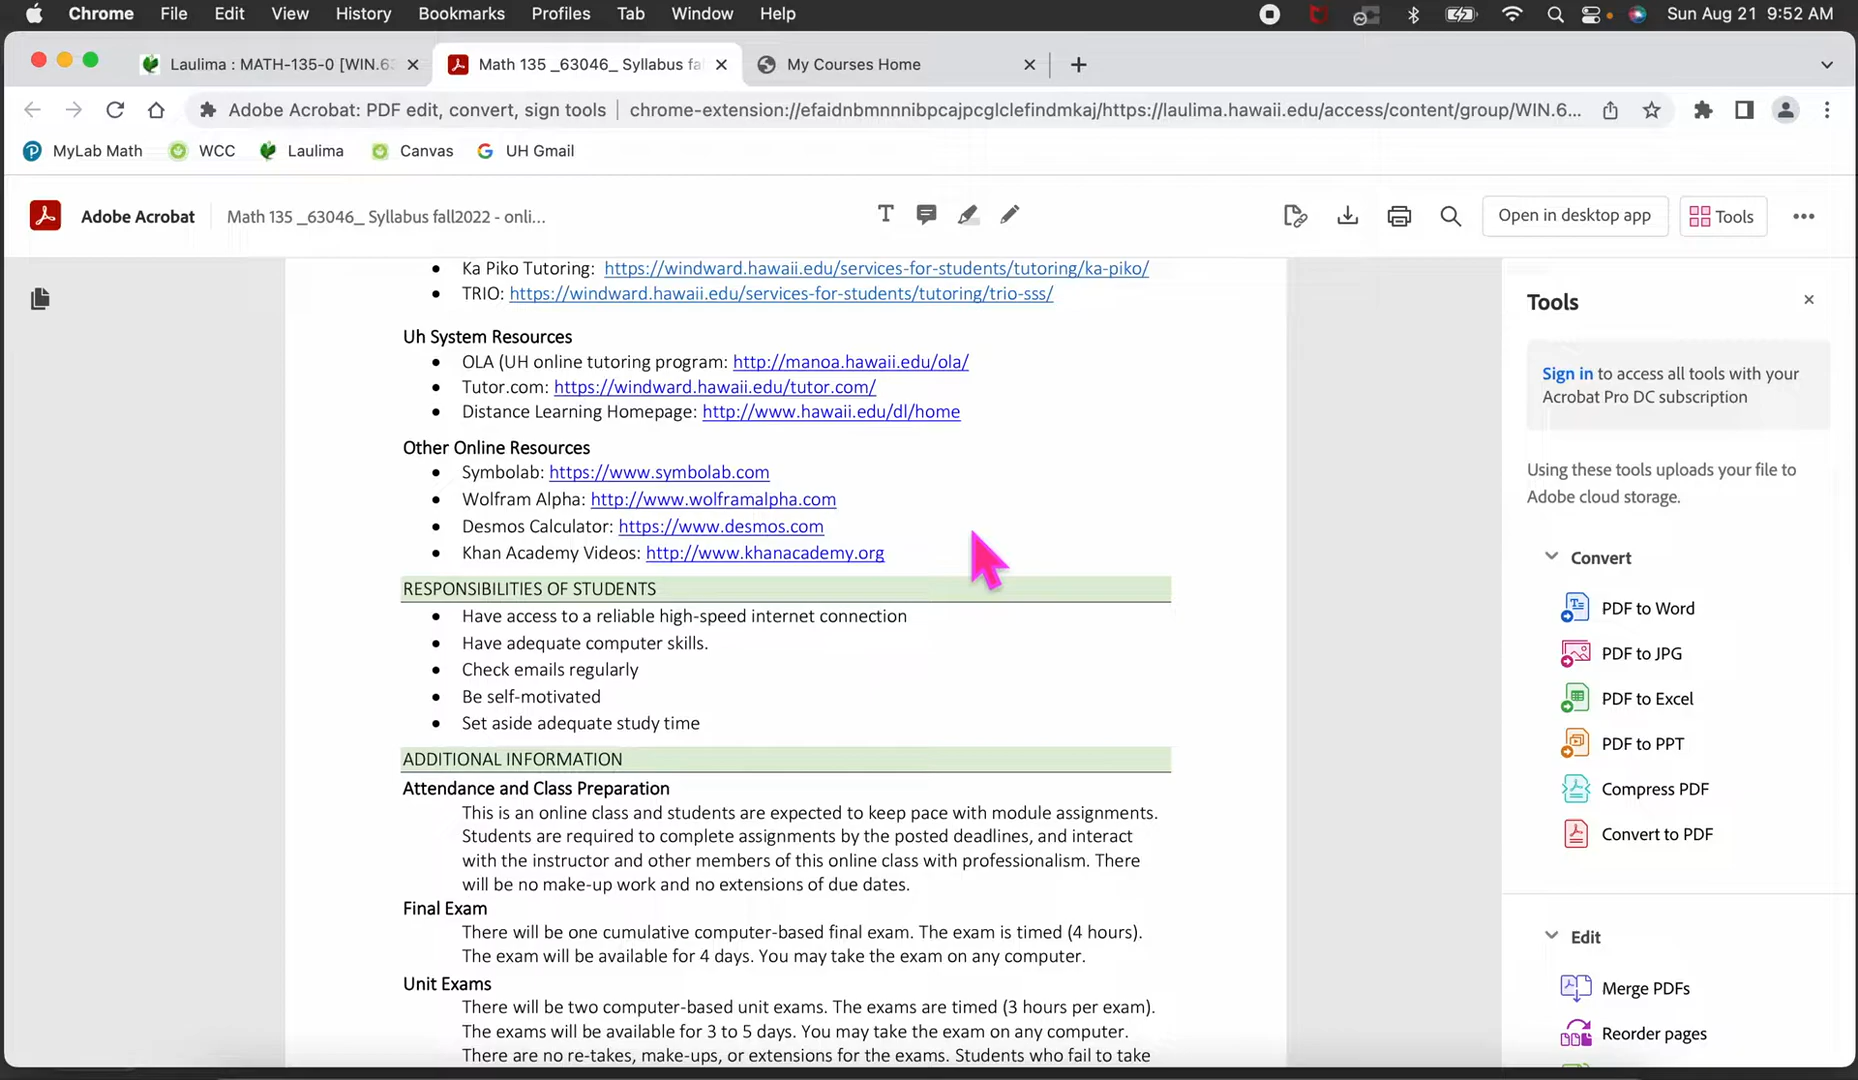 Chrome File Edit View History Bookmarks Profiles Tab Window Help Sun Aug 21 9:52 AM
Laulima : MATH-135-0 [WIN.63 Math 135 _63046_ Syllabus fa My Courses Home
Adobe Acrobat: PDF edit, convert, sign tools chrome-extension://efaidnbmnnnibpcajpcglclefindmkaj/https://laulima.hawaii.edu/access/content/group/WIN.6...
MyLab Math WCC Laulima Canvas UH Gmail
Adobe Acrobat Math 135 _63046_ Syllabus fall2022 - onli... Open in desktop app Tools
• Ka Piko Tutoring: https://windward.hawaii.edu/services-for-students/tutoring/ka-piko/
• TRIO: https://windward.hawaii.edu/services-for-students/tutoring/trio-sss/
Uh System Resources
• OLA (UH online tutoring program: http://manoa.hawaii.edu/ola/
• Tutor.com: https://windward.hawaii.edu/tutor.com/
• Distance Learning Homepage: http://www.hawaii.edu/dl/home
Other Online Resources
• Symbolab: https://www.symbolab.com
• Wolfram Alpha: http://www.wolframalpha.com
• Desmos Calculator: https://www.desmos.com
• Khan Academy Videos: http://www.khanacademy.org
RESPONSIBILITIES OF STUDENTS
• Have access to a reliable high-speed internet connection
• Have adequate computer skills.
• Check emails regularly
• Be self-motivated
• Set aside adequate study time
ADDITIONAL INFORMATION
Attendance and Class Preparation
This is an online class and students are expected to keep pace with module assignments.
Students are required to complete assignments by the posted deadlines, and interact
with the instructor and other members of this online class with professionalism. There
will be no make-up work and no extensions of due dates.
Final Exam
There will be one cumulative computer-based final exam. The exam is timed (4 hours).
The exam will be available for 4 days. You may take the exam on any computer.
Unit Exams
There will be two computer-based unit exams. The exams are timed (3 hours per exam).
The exams will be available for 3 to 5 days. You may take the exam on any computer.
There are no re-takes, make-ups, or extensions for the exams. Students who fail to take
Tools
Sign in to access all tools with your
Acrobat Pro DC subscription
Using these tools uploads your file to
Adobe cloud storage.
Convert
PDF to Word
PDF to JPG
PDF to Excel
PDF to PPT
Compress PDF
Convert to PDF
Edit
Merge PDFs
Reorder pages